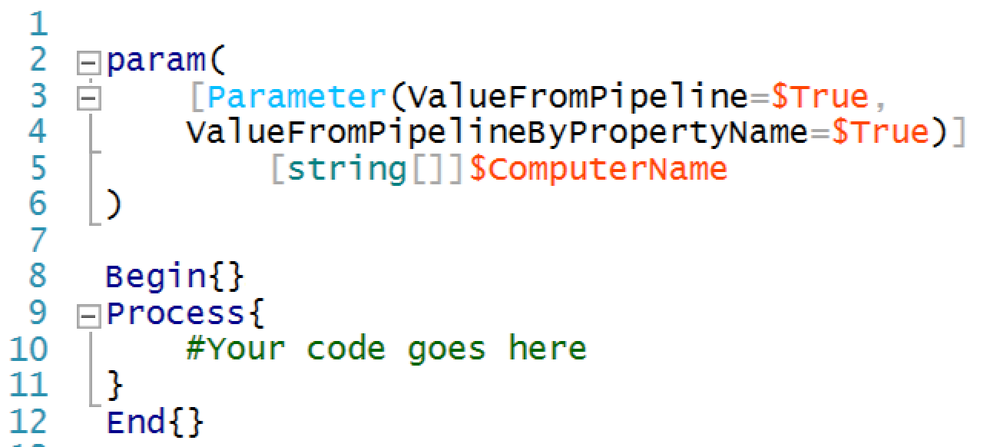 1
2 param(
3 [Parameter(ValueFromPipeline=$True,
4 ValueFromPipelineByPropertyName=$True)]
5 [string[]]$ComputerName
6 )
7
8 Begin{}
9 Process{
10 #Your code goes here
11 }
12 End{}